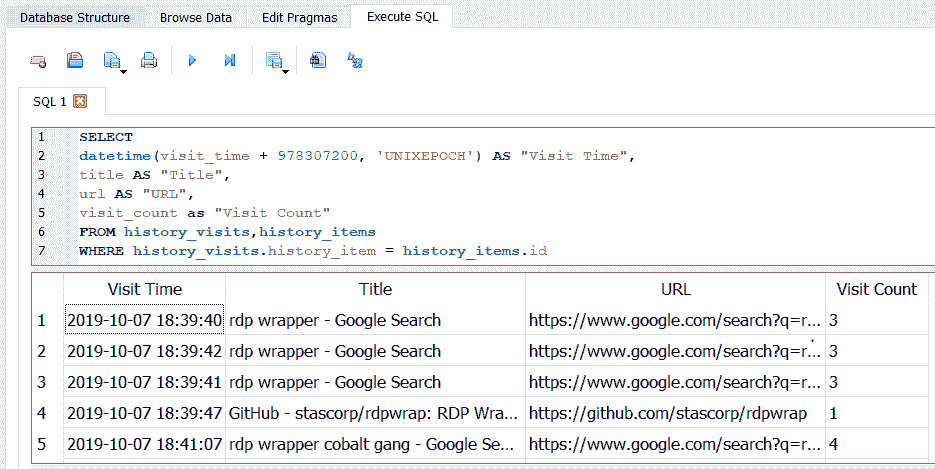 Database Structure Browse Data Edit Pragmas Execute SQL
SQL 1
1 SELECT
2 datetime(visit_time + 978307200, 'UNIXEPOCH') AS "Visit Time",
3 title AS "Title",
4 url AS "URL",
5 visit_count as "Visit Count"
6 FROM history_visits,history_items
7 WHERE history_visits.history_item = history_items.id
Visit Time Title URL Visit Count
1 2019-10-07 18:39:40 rdp wrapper - Google Search https://www.google.com/search?q=r... 3
2 2019-10-07 18:39:42 rdp wrapper - Google Search https://www.google.com/search?q=r... 3
3 2019-10-07 18:39:41 rdp wrapper - Google Search https://www.google.com/search?q=r... 3
4 2019-10-07 18:39:47 GitHub - stascorp/rdpwrap: RDP Wra... https://github.com/stascorp/rdpwrap 1
5 2019-10-07 18:41:07 rdp wrapper cobalt gang - Google Se... https://www.google.com/search?q=r... 4